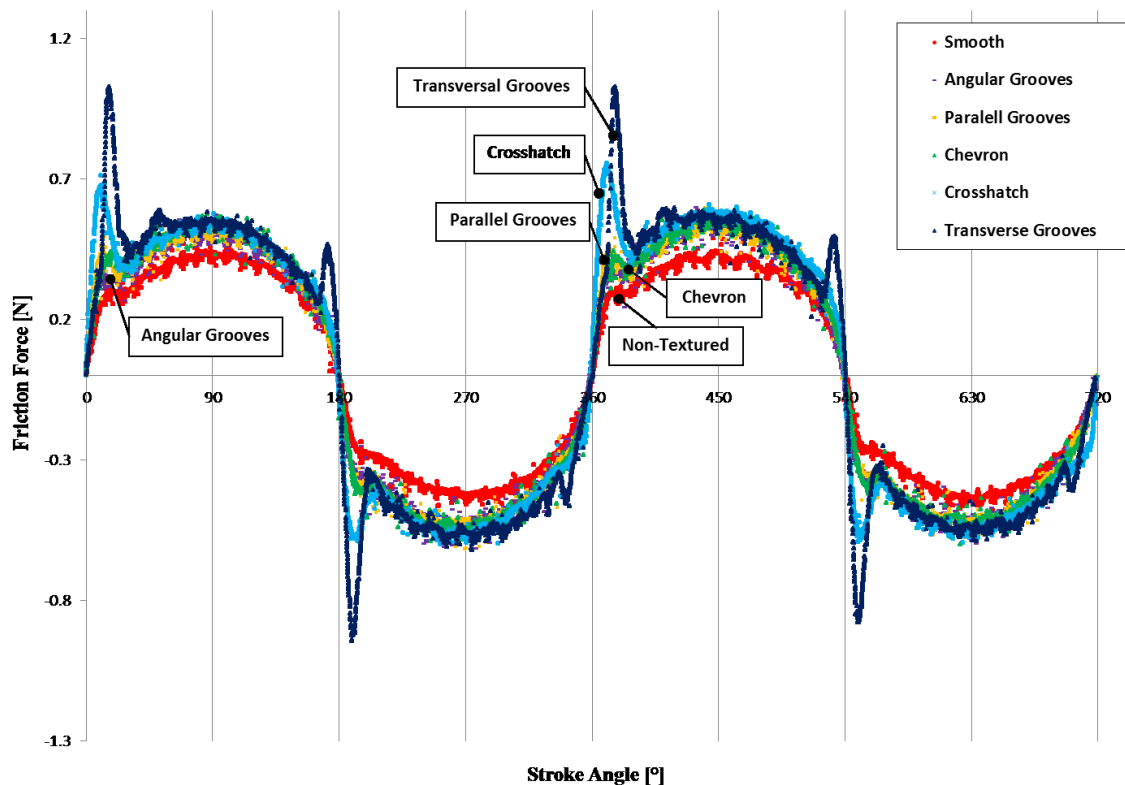 1.2
0.7
0.2
-0.3
-0.8
-1.3
Friction Force [N]
0
90
180
270
360
450
540
630
720
Stroke Angle [°]
Transversal Grooves
Crosshatch
Parallel Grooves
Chevron
Non-Textured
Angular Grooves
Smooth
Angular Grooves
Paralell Grooves
Chevron
Crosshatch
Transverse Grooves